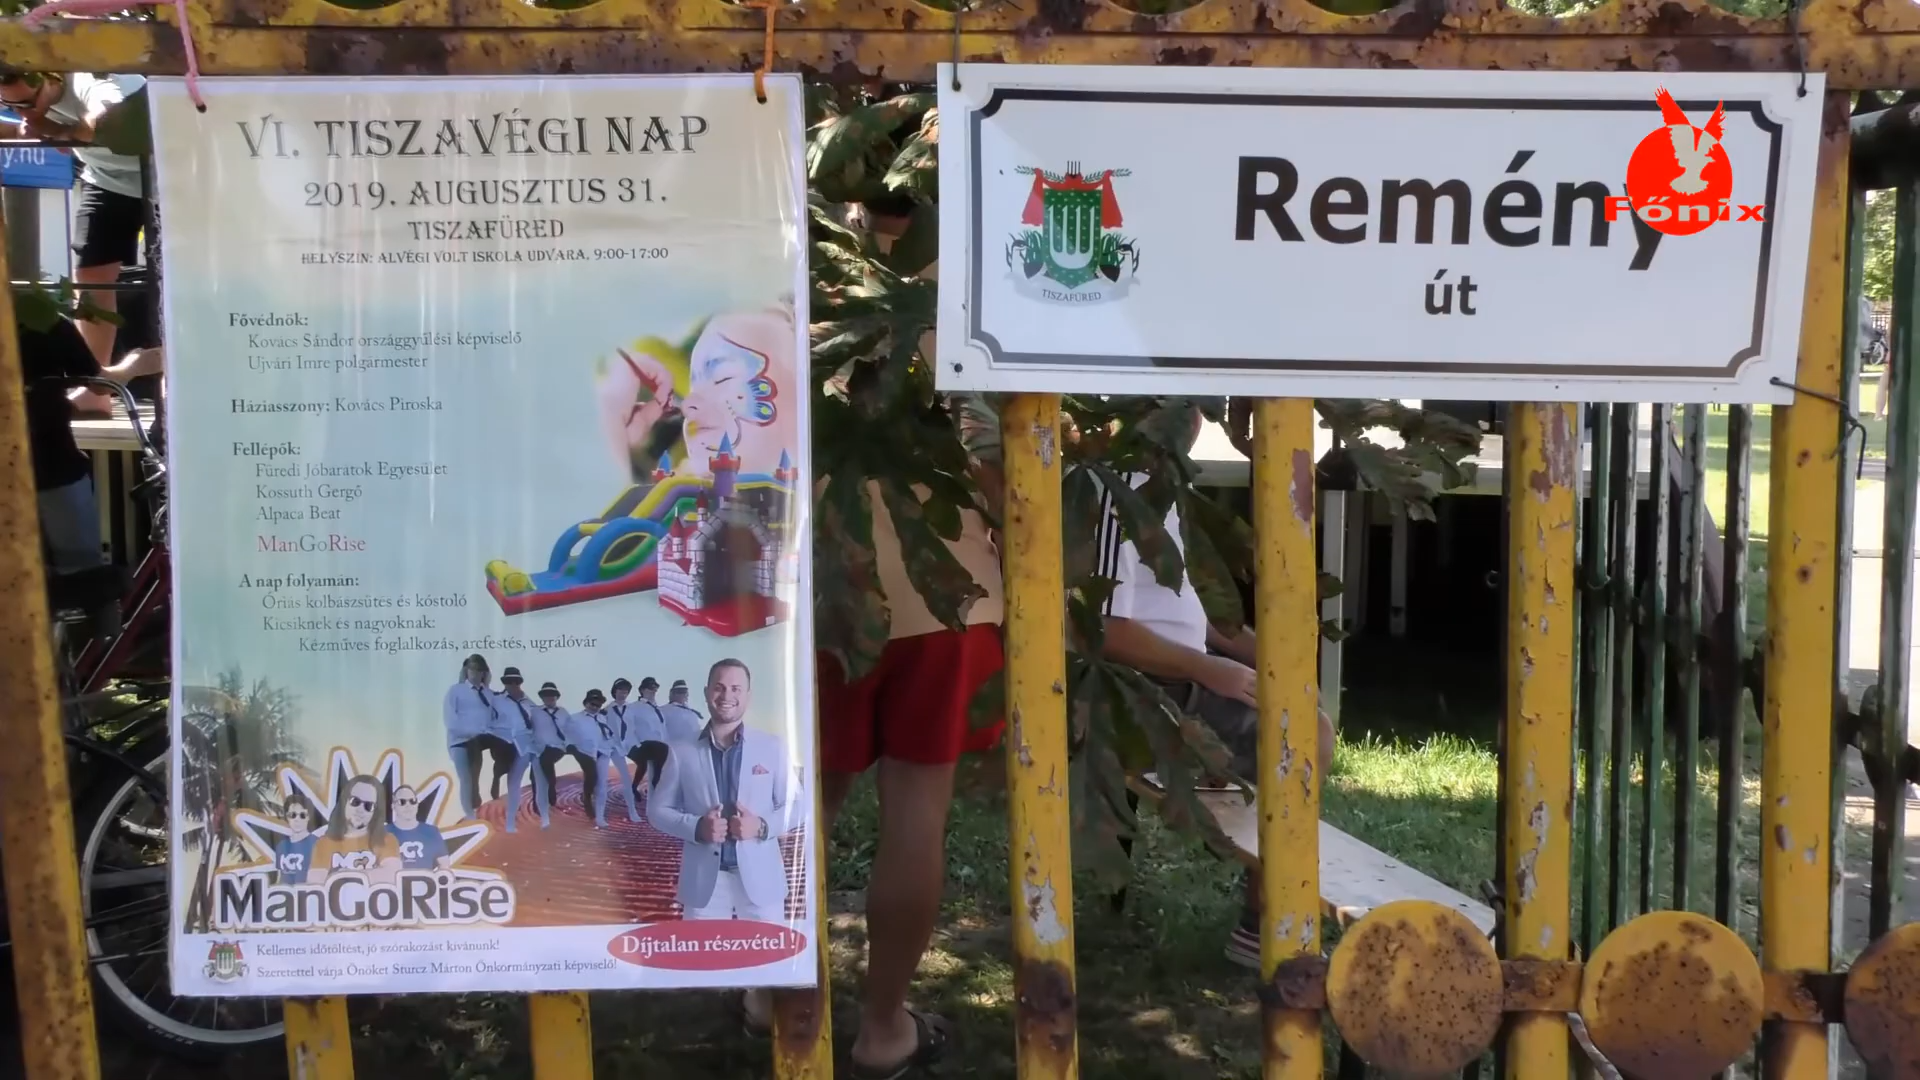 VI. TISZAVÉGI NAP
2019. AUGUSZTUS 31.
TISZAFÜRED
HELYSZÍN: ALVÉGI VOLT ISKOLA UDVARA, 9:00-17:00
Fővédnök:
Kovács Sándor országgyűlési képviselő
Ujvári Imre polgármester
Háziasszony: Kovács Piroska
Fellépők:
Füredi Jóbarátok Egyesület
Kossuth Gergő
Alpaca Beat
ManGoRise
A nap folyamán:
Óriás kolbászsütés és kóstoló
Kicsiknek és nagyoknak:
Kézműves foglalkozás, arcfestés, ugrálóvár
MGR
ManGoRise
Kellemes időtöltést, jó szórakozást kívánunk!
Szeretettel várja Önöket Sturcz Márton Önkormányzati képviselő!
Díjtalan részvétel !
Remény
út
TISZAFÜRED
Főnix
y.hu